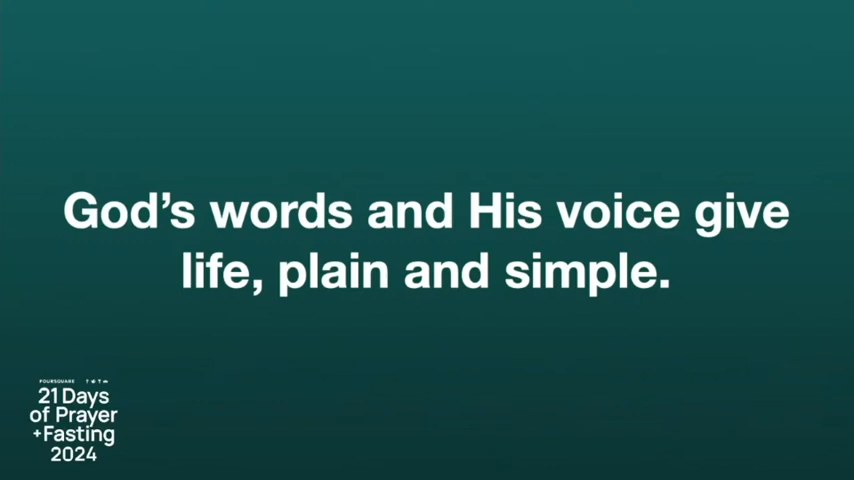 God’s words and His voice give
life, plain and simple.
FOURSQUARE
21 Days
of Prayer
+Fasting
2024